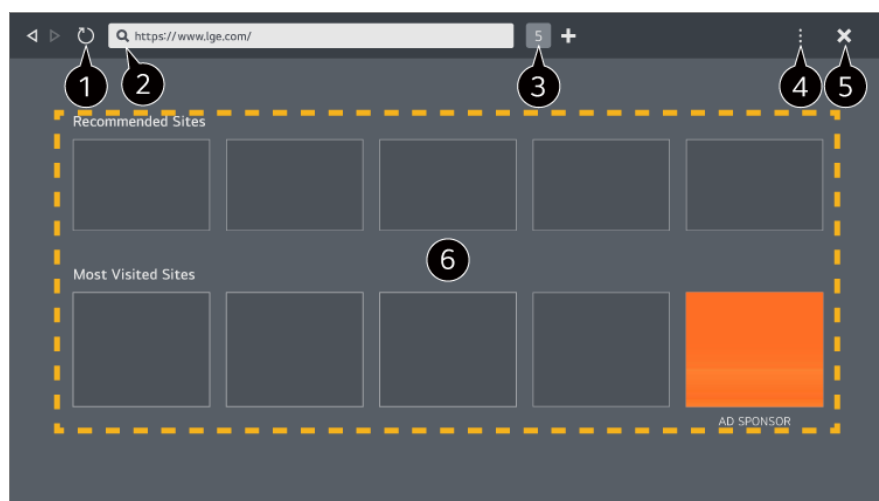 https://www.lge.com/ 5
1 2 3 4 5
Recommended Sites
6
Most Visited Sites
AD SPONSOR